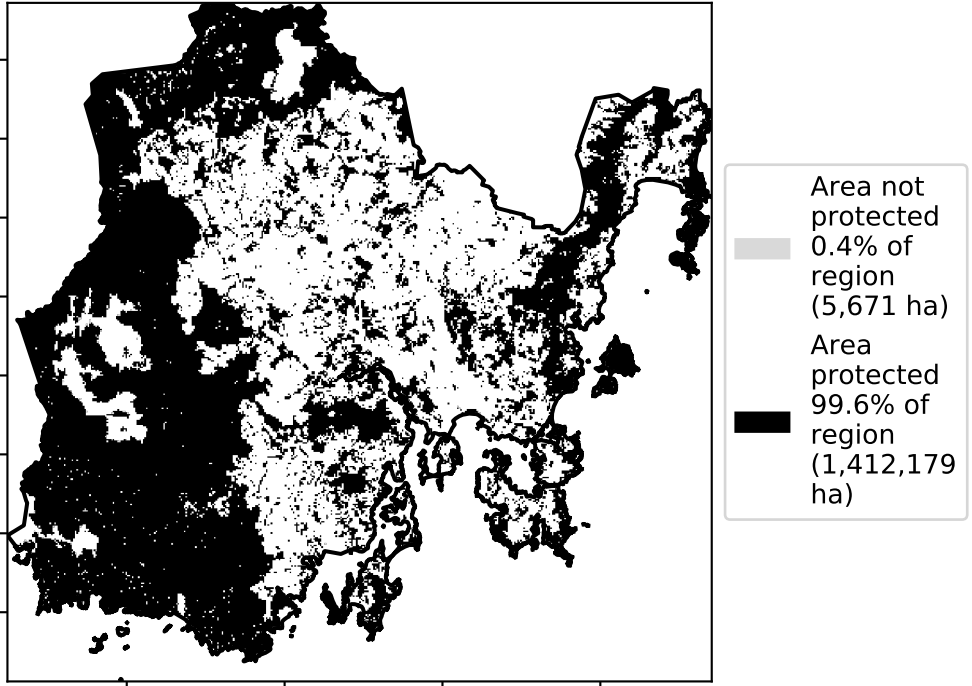 Area not
protected
0.4% of
region
(5,671 ha)
Area
protected
99.6% of
region
(1,412,179
ha)